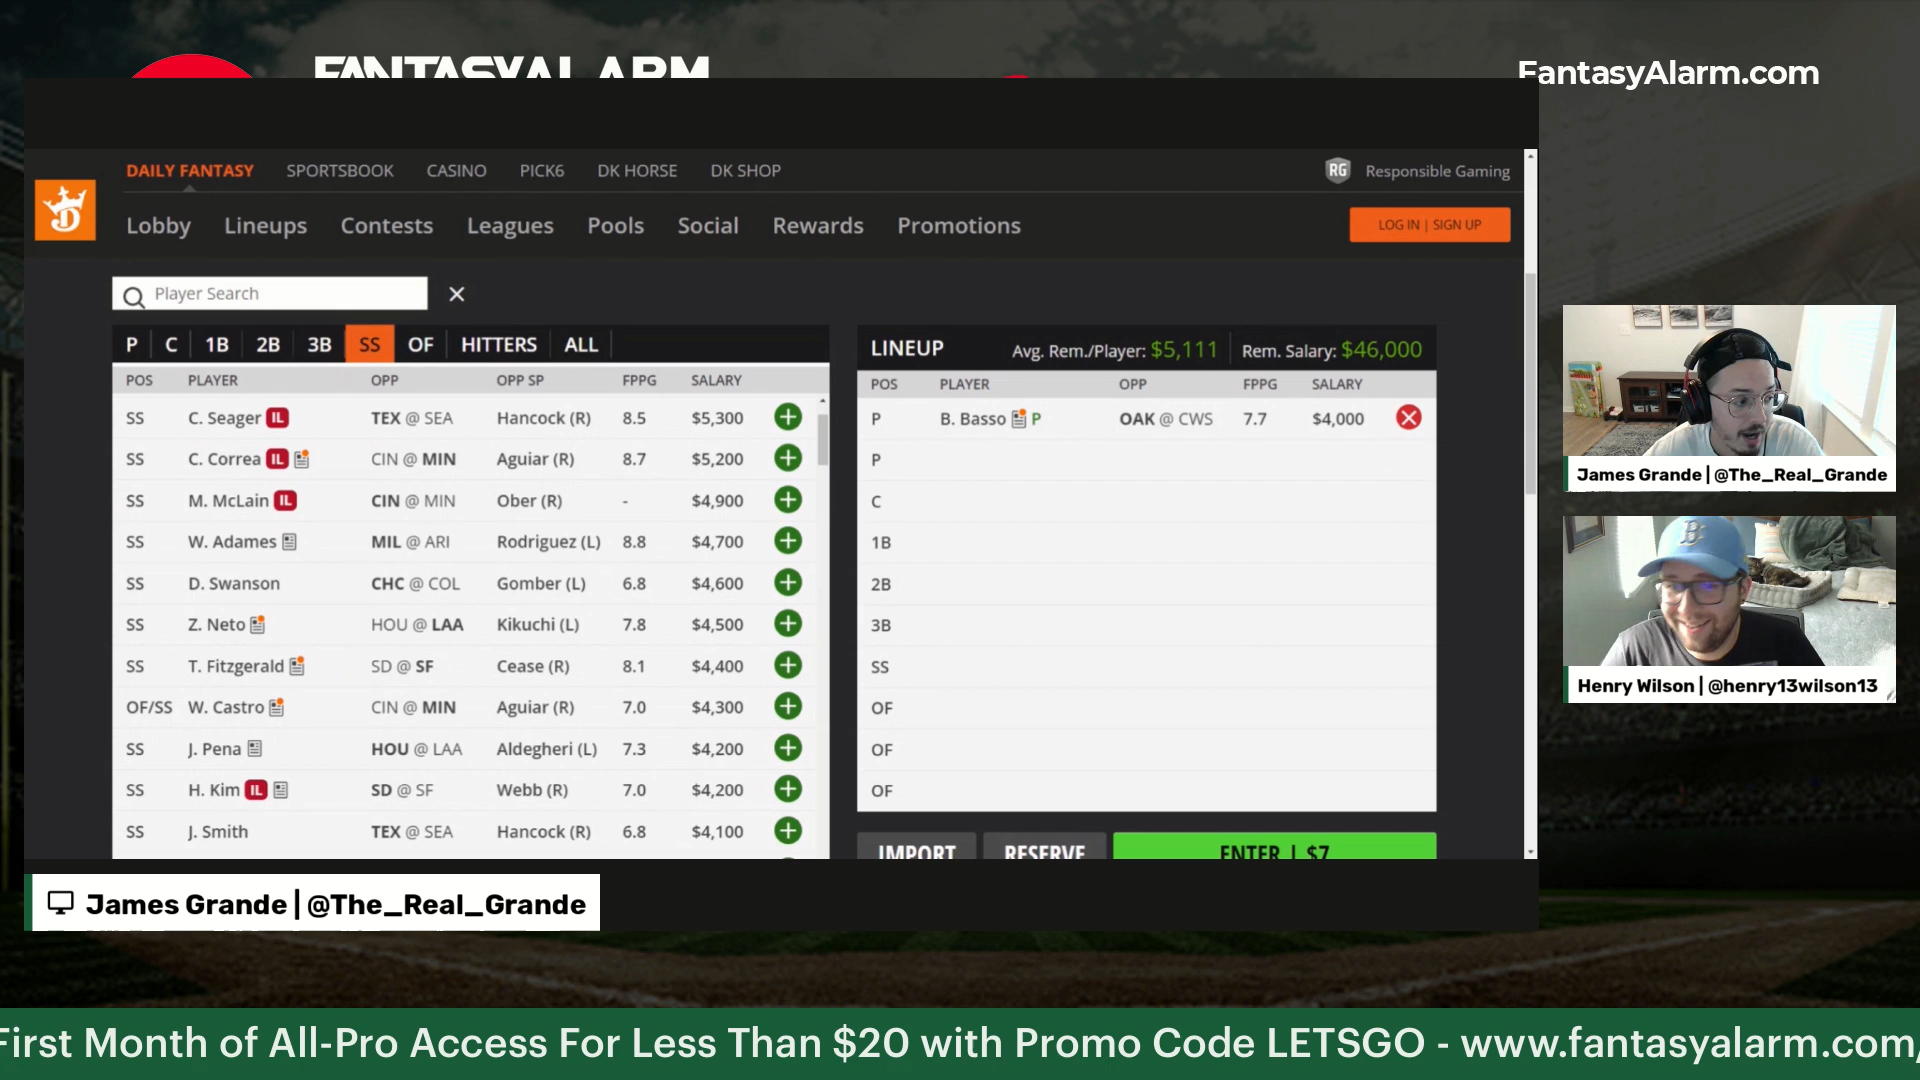 FANTASYALARM
FantasyAlarm.com
DAILY FANTASY SPORTSBOOK CASINO PICK6 DK HORSE DK SHOP
RG Responsible Gaming
Lobby Lineups Contests Leagues Pools Social Rewards Promotions
LOG IN | SIGN UP
Player Search
P C 1B 2B 3B SS OF HITTERS ALL
POS PLAYER OPP OPP SP FPPG SALARY
SS C. Seager IL TEX @ SEA Hancock (R) 8.5 $5,300
SS C. Correa IL CIN @ MIN Aguiar (R) 8.7 $5,200
SS M. McLain IL CIN @ MIN Ober (R) - $4,900
SS W. Adames MIL @ ARI Rodriguez (L) 8.8 $4,700
SS D. Swanson CHC @ COL Gomber (L) 6.8 $4,600
SS Z. Neto HOU @ LAA Kikuchi (L) 7.8 $4,500
SS T. Fitzgerald SD @ SF Cease (R) 8.1 $4,400
OF/SS W. Castro CIN @ MIN Aguiar (R) 7.0 $4,300
SS J. Pena HOU @ LAA Aldegheri (L) 7.3 $4,200
SS H. Kim IL SD @ SF Webb (R) 7.0 $4,200
SS J. Smith TEX @ SEA Hancock (R) 6.8 $4,100
LINEUP Avg. Rem./Player: $5,111 Rem. Salary: $46,000
POS PLAYER OPP FPPG SALARY
P B. Basso P OAK @ CWS 7.7 $4,000
P
C
1B
2B
3B
SS
OF
OF
OF
IMPORT RESERVE ENTER | $7
James Grande | @The_Real_Grande
Henry Wilson | @henry13wilson13
James Grande | @The_Real_Grande
First Month of All-Pro Access For Less Than $20 with Promo Code LETSGO - www.fantasyalarm.com/